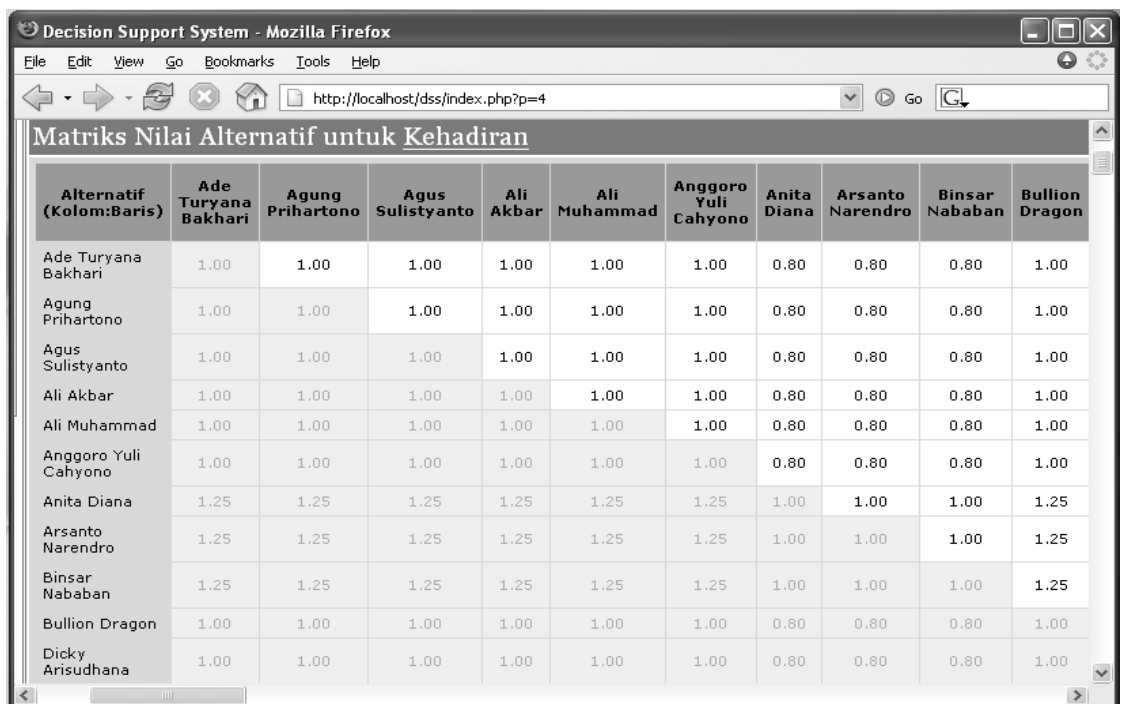 Decision Support System - Mozilla Firefox
File Edit View Go Bookmarks Tools Help
http://localhost/dss/index.php?p=4 Go G
Matriks Nilai Alternatif untuk Kehadiran
Alternatif (Kolom:Baris) Ade Turyana Bakhari Agung Prihartono Agus Sulistyanto Ali Akbar Ali Muhammad Anggoro Yuli Cahyono Anita Diana Arsanto Narendro Binsar Nababan Bullion Dragon
Ade Turyana Bakhari 1.00 1.00 1.00 1.00 1.00 1.00 0.80 0.80 0.80 1.00
Agung Prihartono 1.00 1.00 1.00 1.00 1.00 1.00 0.80 0.80 0.80 1.00
Agus Sulistyanto 1.00 1.00 1.00 1.00 1.00 1.00 0.80 0.80 0.80 1.00
Ali Akbar 1.00 1.00 1.00 1.00 1.00 1.00 0.80 0.80 0.80 1.00
Ali Muhammad 1.00 1.00 1.00 1.00 1.00 1.00 0.80 0.80 0.80 1.00
Anggoro Yuli Cahyono 1.00 1.00 1.00 1.00 1.00 1.00 0.80 0.80 0.80 1.00
Anita Diana 1.25 1.25 1.25 1.25 1.25 1.25 1.00 1.00 1.00 1.25
Arsanto Narendro 1.25 1.25 1.25 1.25 1.25 1.25 1.00 1.00 1.00 1.25
Binsar Nababan 1.25 1.25 1.25 1.25 1.25 1.25 1.00 1.00 1.00 1.25
Bullion Dragon 1.00 1.00 1.00 1.00 1.00 1.00 0.80 0.80 0.80 1.00
Dicky Arisudhana 1.00 1.00 1.00 1.00 1.00 1.00 0.80 0.80 0.80 1.00